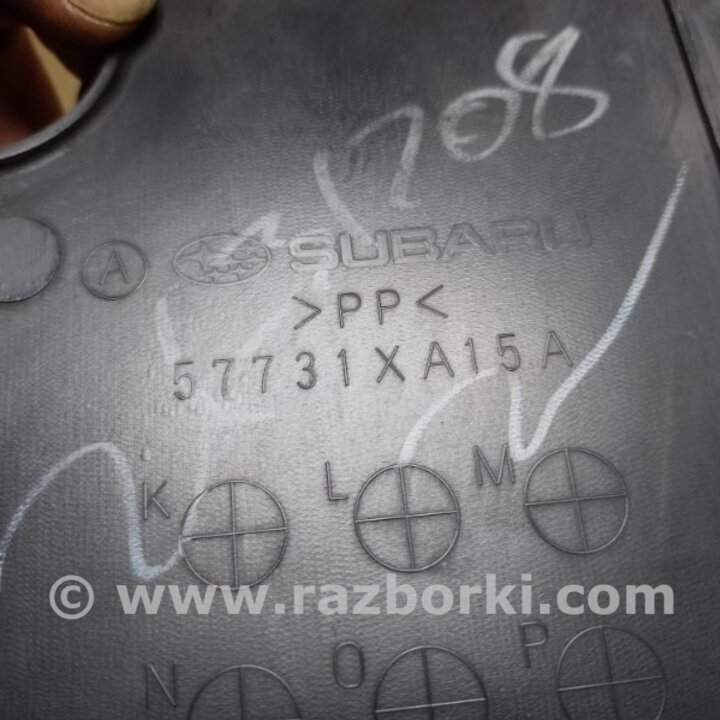 1708
A SUBARU
>PP<
57731XA15A
K L M
© www.razborki.com
N O P